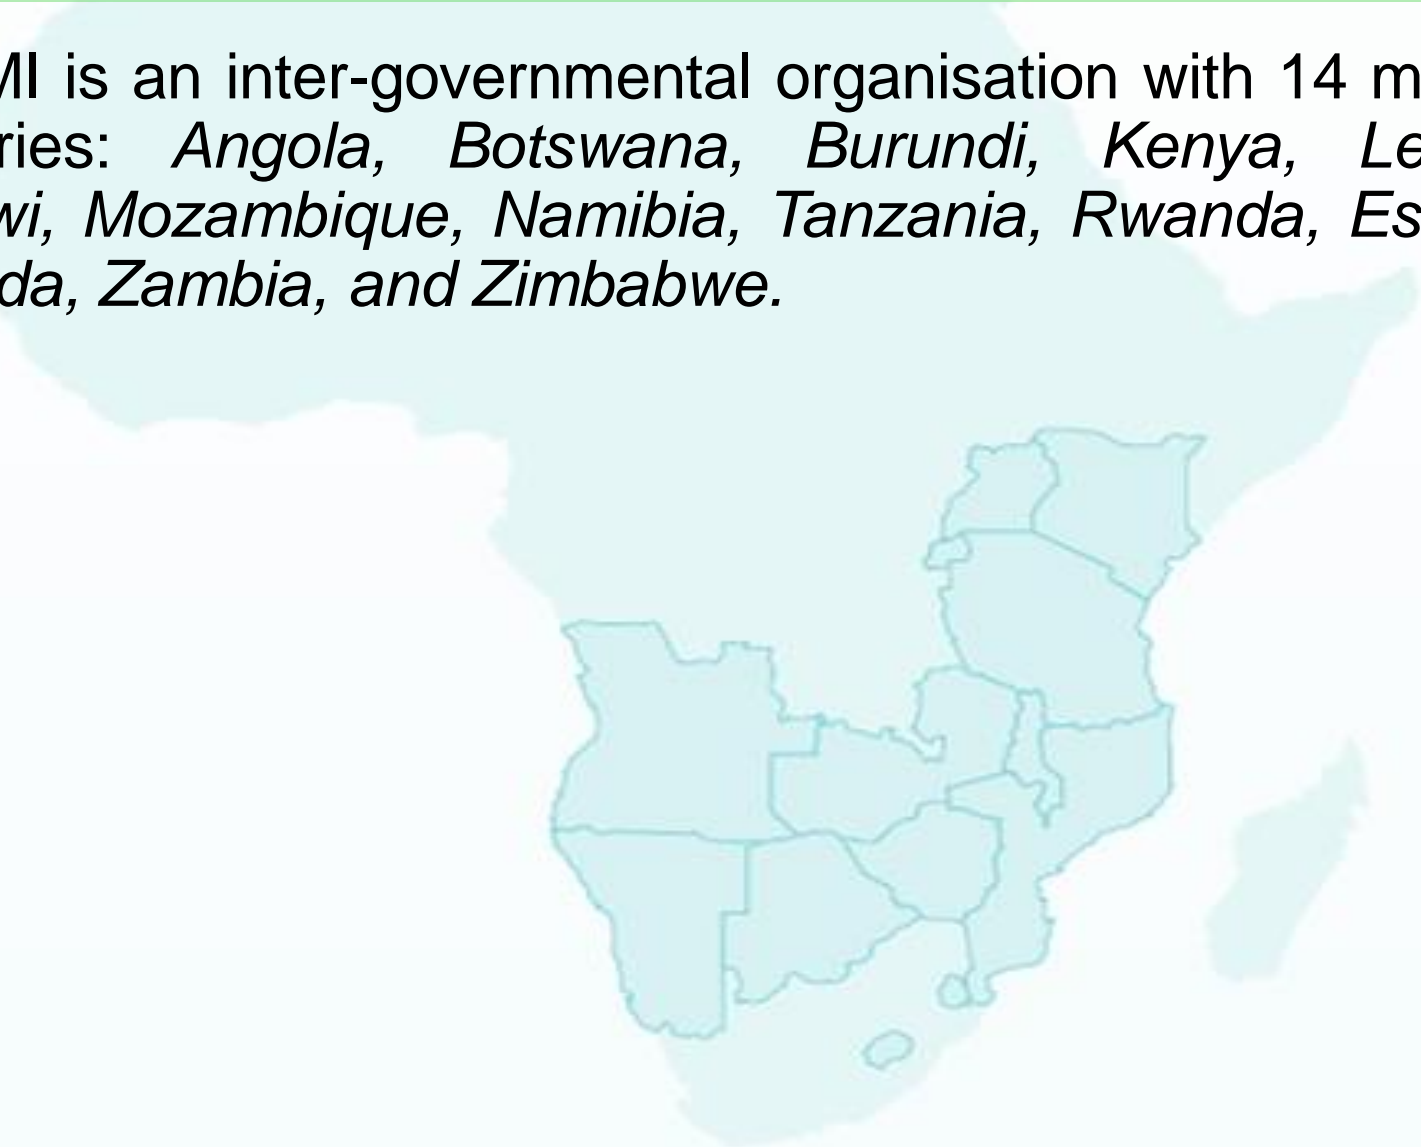 MI is an inter-governmental organisation with 14 m
ries: Angola, Botswana, Burundi, Kenya, Le
wi, Mozambique, Namibia, Tanzania, Rwanda, Es
da, Zambia, and Zimbabwe.